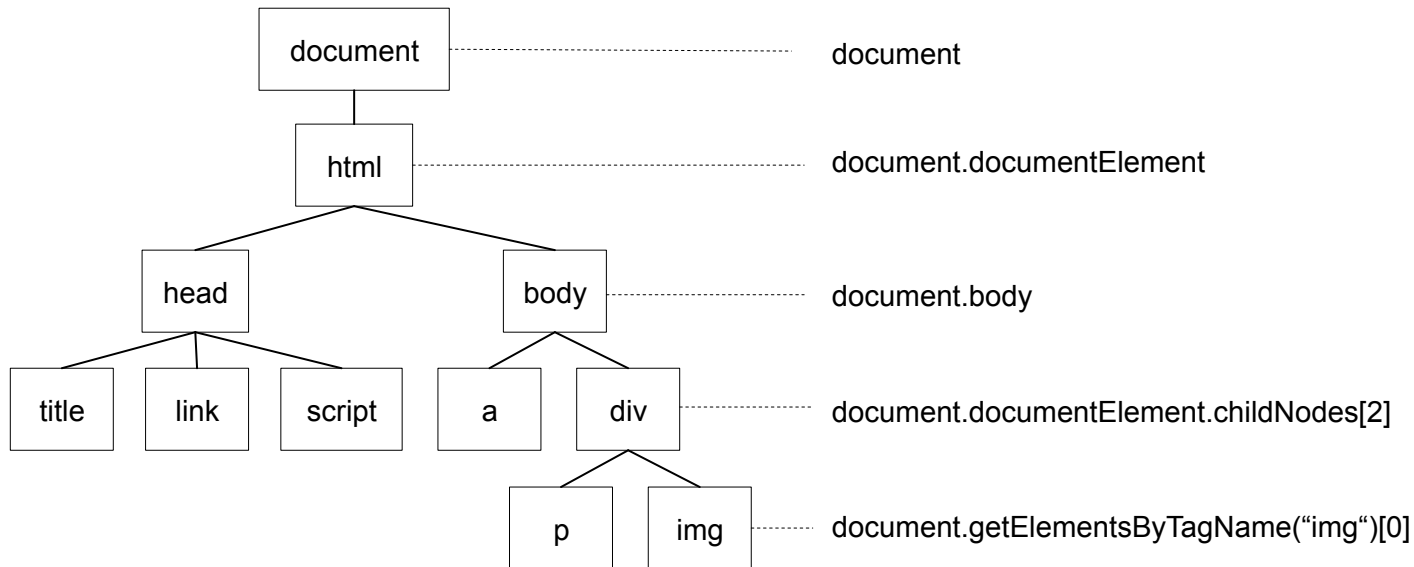 document
document
html
document.documentElement
head
body
document.body
title
link
script
a
div
document.documentElement.childNodes[2]
p
img
document.getElementsByTagName(“img“)[0]